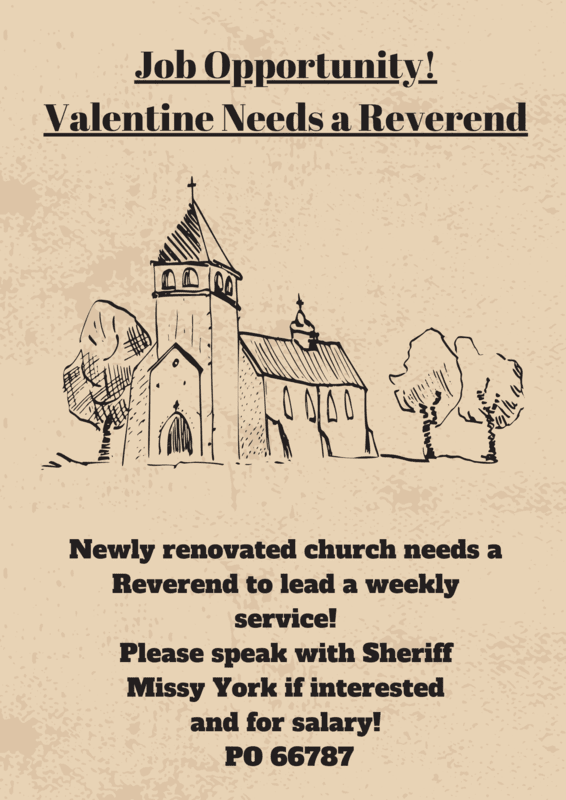 Job Opportunity!
Valentine Needs a Reverend
Newly renovated church needs a
Reverend to lead a weekly
service!
Please speak with Sheriff
Missy York if interested
and for salary!
PO 66787